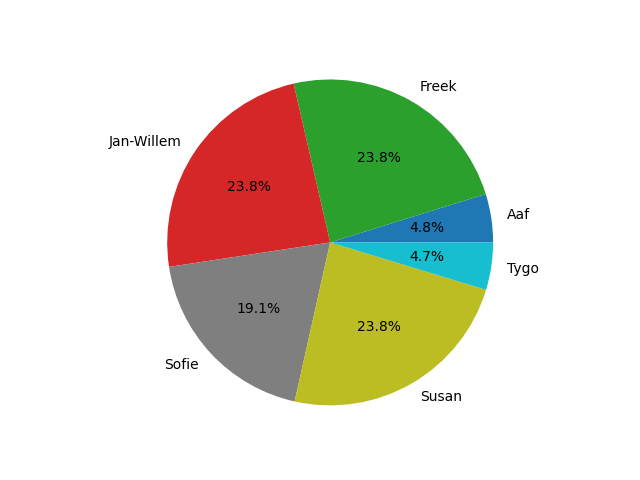 Freek
Jan-Willem
23.8%
23.8%
Aaf
4.8%
4.7%
Tygo
19.1%
23.8%
Sofie
Susan